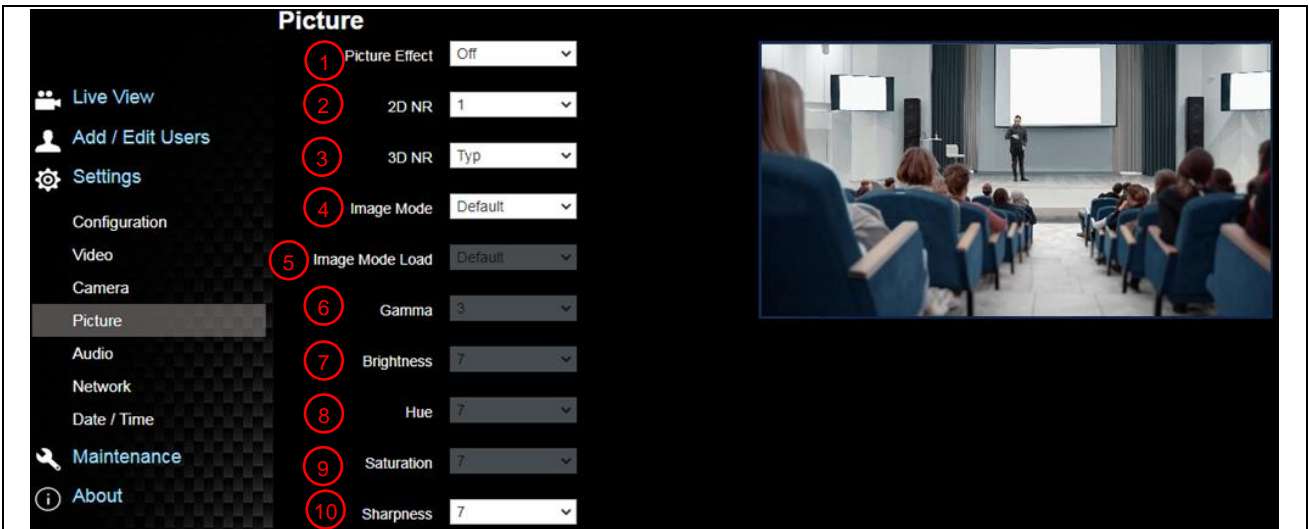 Picture
Live View
Add / Edit Users
Settings
Configuration
Video
Camera
Picture
Audio
Network
Date / Time
Maintenance
About
1 Picture Effect Off
2 2D NR 1
3 3D NR Typ
4 Image Mode Default
5 Image Mode Load Default
6 Gamma 3
7 Brightness 7
8 Hue 7
9 Saturation 7
10 Sharpness 7